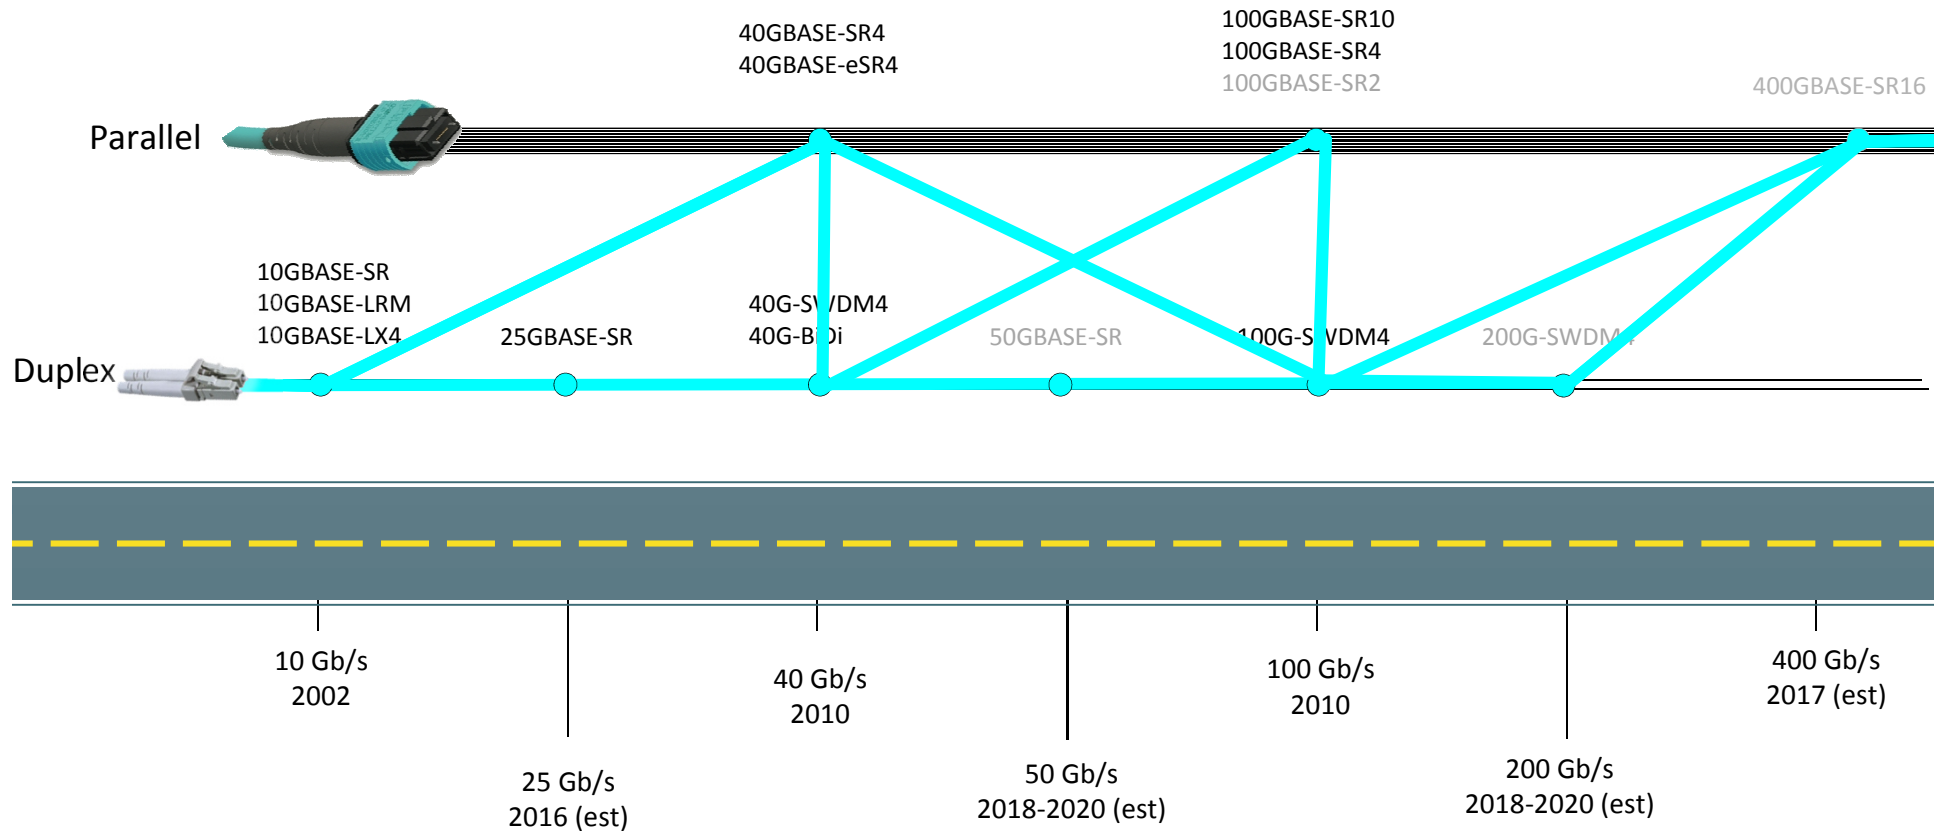 40GBASE-SR4
40GBASE-eSR4
100GBASE-SR10
100GBASE-SR4
100GBASE-SR2
400GBASE-SR16
Parallel
10GBASE-SR
10GBASE-LRM
10GBASE-LX4
25GBASE-SR
40G-SWDM4
40G-BiDi
50GBASE-SR
100G-SWDM4
200G-SWDM4
Duplex
10 Gb/s
2002
40 Gb/s
2010
100 Gb/s
2010
400 Gb/s
2017 (est)
25 Gb/s
2016 (est)
50 Gb/s
2018-2020 (est)
200 Gb/s
2018-2020 (est)